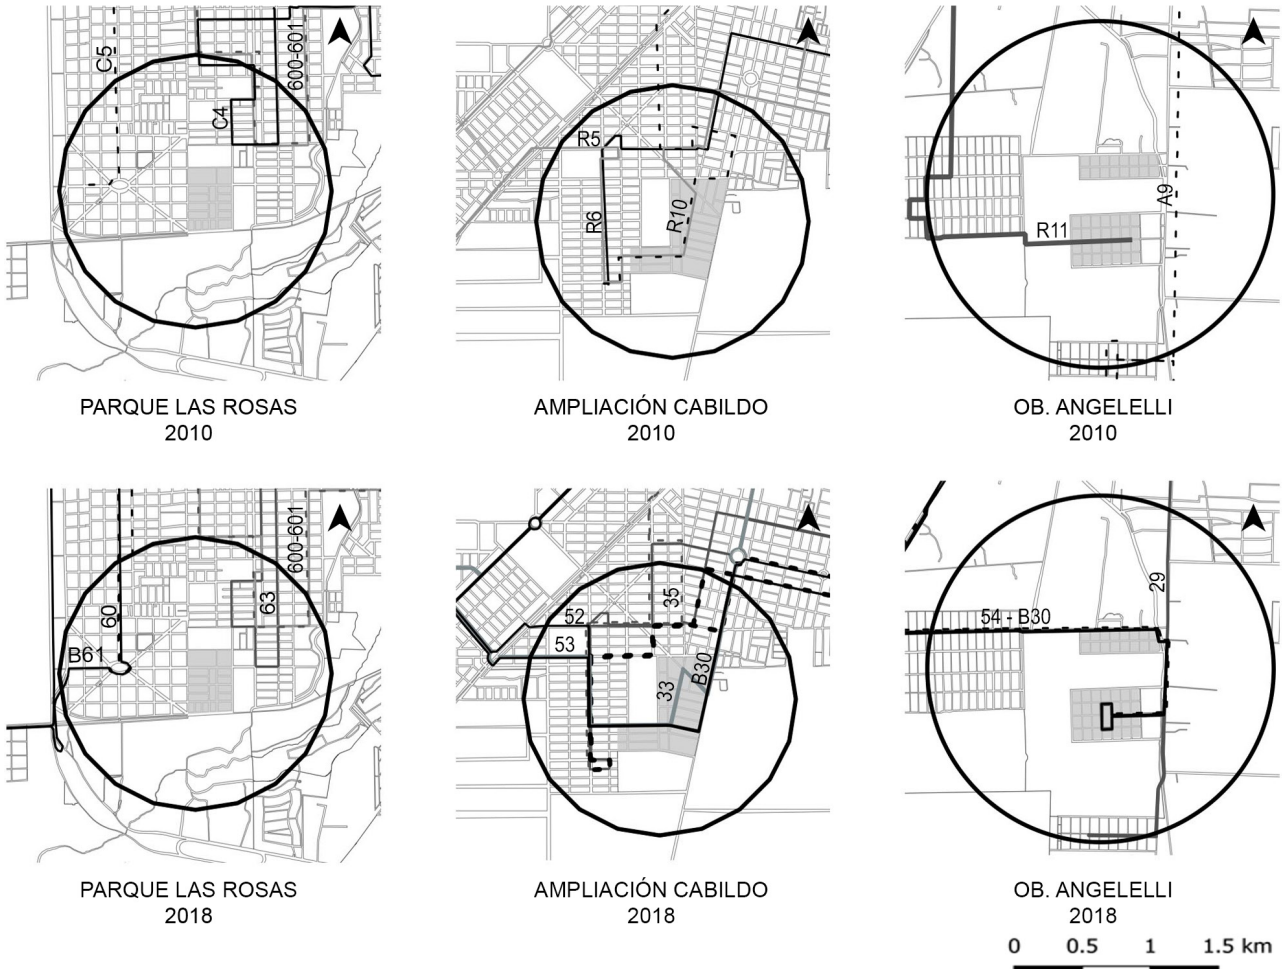 C5
600-601
C4
R5
R6
R10
A9
R11
PARQUE LAS ROSAS
2010
AMPLIACIÓN CABILDO
2010
OB. ANGELELLI
2010
600-601
60
63
B61
52
53
35
33
B30
54 - B30
29
PARQUE LAS ROSAS
2018
AMPLIACIÓN CABILDO
2018
OB. ANGELELLI
2018
0 0.5 1 1.5 km